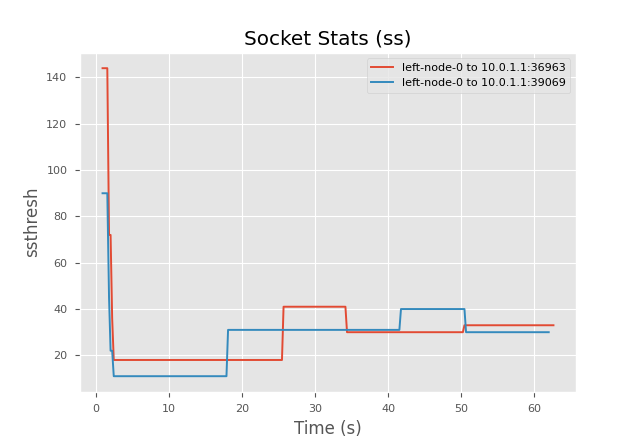 Socket Stats (ss)
left-node-0 to 10.0.1.1:36963
left-node-0 to 10.0.1.1:39069
ssthresh
140
120
100
80
60
40
20
0 10 20 30 40 50 60
Time (s)